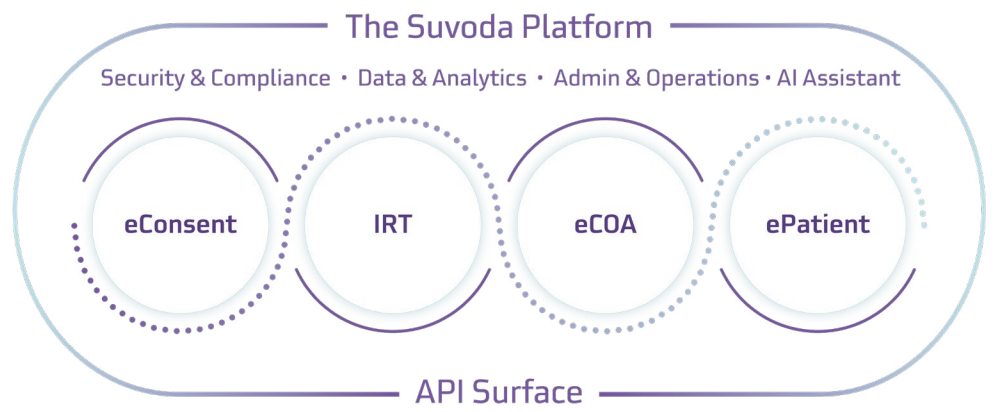 The Suvoda Platform
Security & Compliance • Data & Analytics • Admin & Operations • AI Assistant
eConsent IRT eCOA ePatient
API Surface